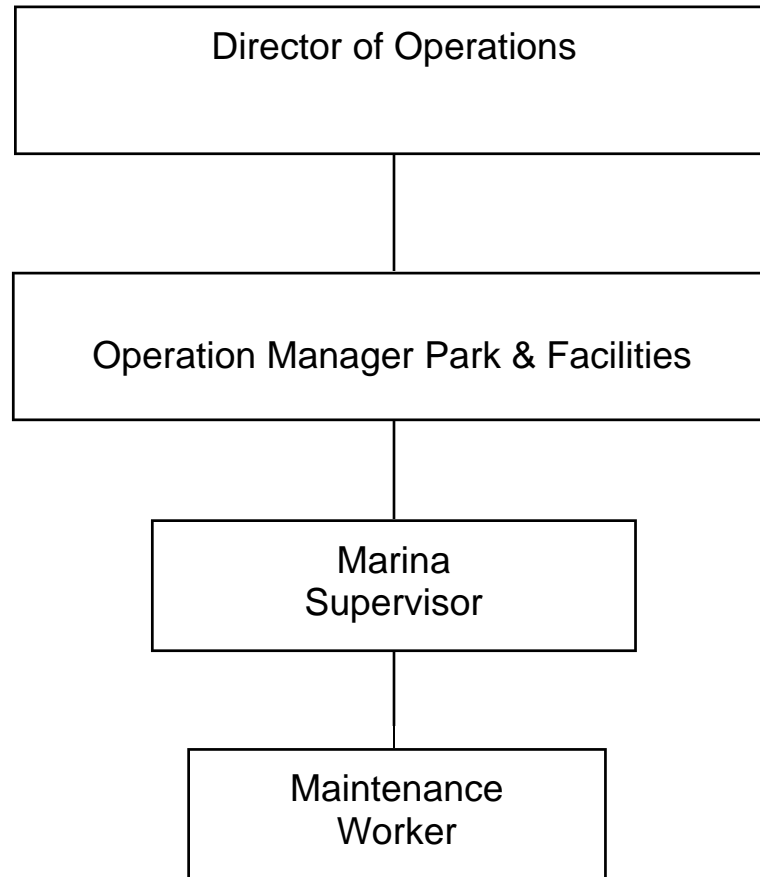 Director of Operations
Operation Manager Park & Facilities
Marina
Supervisor
Maintenance
Worker